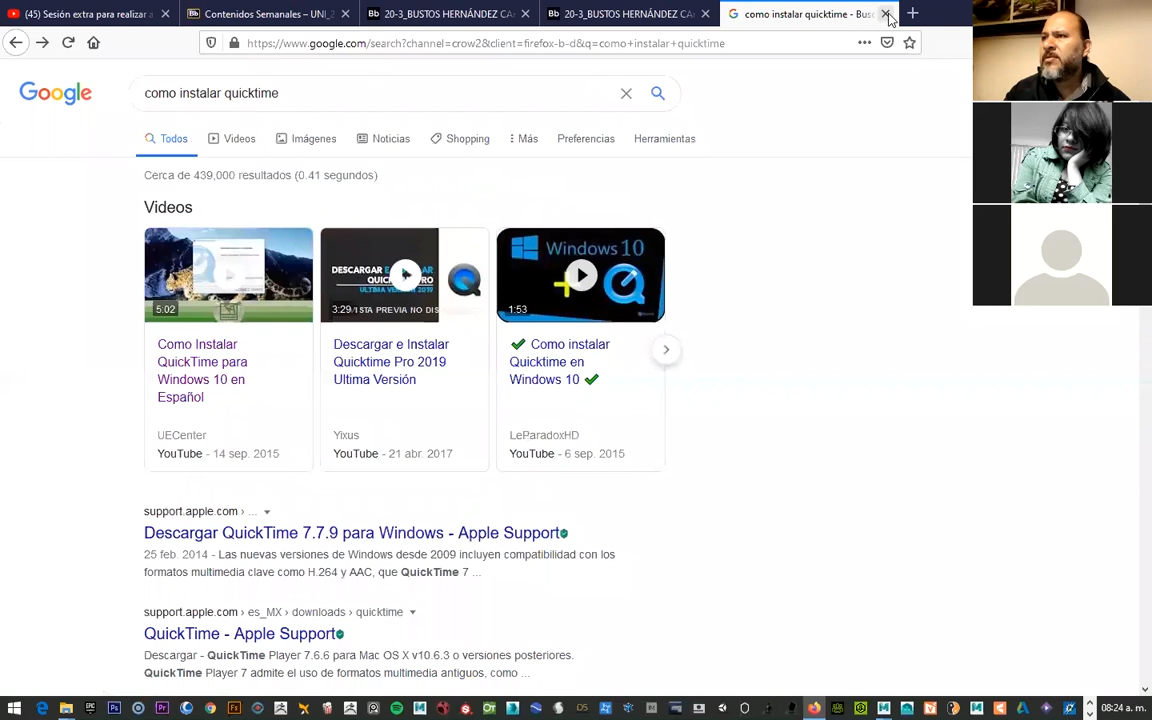 (45) Sesión extra para realizar a
Bb Contenidos Semanales – UNI_2
Bb 20-3_BUSTOS HERNÁNDEZ CA
Bb 20-3_BUSTOS HERNÁNDEZ CA
G como instalar quicktime - Bus
https://www.google.com/search?channel=crow2&client=firefox-b-d&q=como+instalar+quicktime
Google
como instalar quicktime
Todos Videos Imágenes Noticias Shopping Más Preferencias Herramientas
Cerca de 439,000 resultados (0.41 segundos)
Videos
5:02
DESCARGAR E
ULTIMA VERSIÓN
3:29
VISTA PREVIA NO DIS
Windows 10
1:53
Como Instalar
QuickTime para
Windows 10 en
Español
UECenter
YouTube - 14 sep. 2015
Descargar e Instalar
Quicktime Pro 2019
Ultima Versión
Yixus
YouTube - 21 abr. 2017
Como instalar
Quicktime en
Windows 10
LeParadoxHD
YouTube - 6 sep. 2015
support.apple.com › ...
Descargar QuickTime 7.7.9 para Windows - Apple Support
25 feb. 2014 - Las nuevas versiones de Windows desde 2009 incluyen compatibilidad con los
formatos multimedia clave como H.264 y AAC, que QuickTime 7 ...
support.apple.com › es_MX › downloads › quicktime
QuickTime - Apple Support
Descargar - QuickTime Player 7.6.6 para Mac OS X v10.6.3 o versiones posteriores.
QuickTime Player 7 admite el uso de formatos multimedia antiguos, como ...
08:24 a. m.